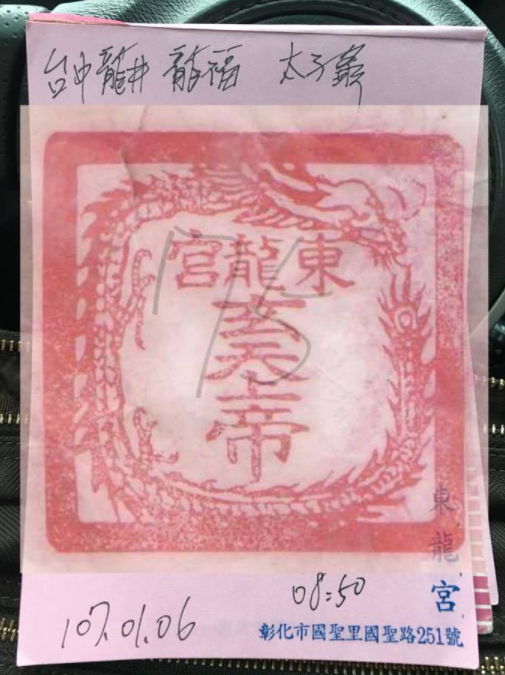 台中龍井 龍福 太子
東龍宮
175
玄天上帝
東龍宮
08:50
107.01.06
彰化市國聖里國聖路251號